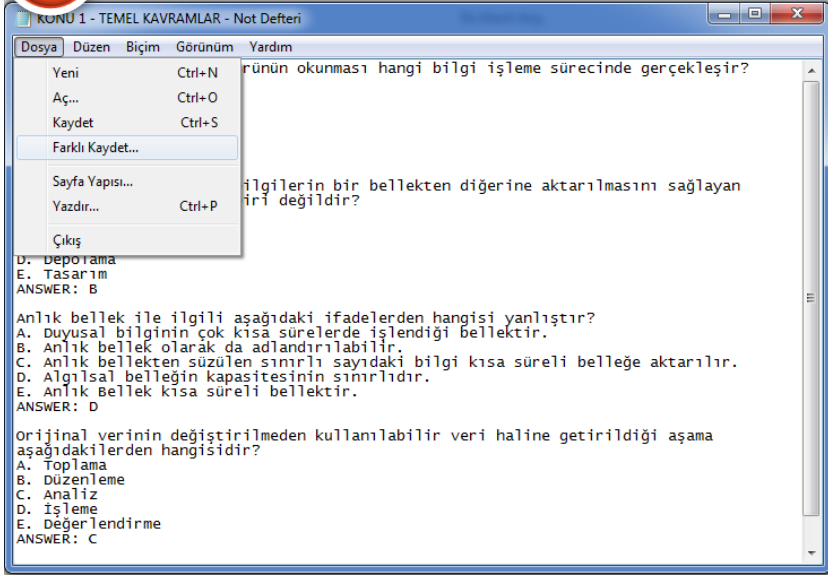 KONU 1 - TEMEL KAVRAMLAR - Not Defteri
Dosya Düzen Biçim Görünüm Yardım
Yeni Ctrl+N
Aç... Ctrl+O
Kaydet Ctrl+S
Farklı Kaydet...
Sayfa Yapısı...
Yazdır... Ctrl+P
Çıkış
okunması hangi bilgi işleme sürecinde gerçekleşir?
bir bellekten diğerine aktarılmasını sağlayan
değildir?
D. Depolama
E. Tasarım
ANSWER: B
Anlık bellek ile ilgili aşağıdaki ifadelerden hangisi yanlıştır?
A. Duyusal bilginin çok kısa sürelerde işlendiği bellektir.
B. Anlık bellek olarak da adlandırılabilir.
C. Anlık bellekten süzülen sınırlı sayıdaki bilgi kısa süreli belleğe aktarılır.
D. Algılsal belleğin kapasitesinin sınırlıdır.
E. Anlık Bellek kısa süreli bellektir.
ANSWER: D
Orijinal verinin değiştirilmeden kullanılabilir veri haline getirildiği aşama
aşağıdakilerden hangisidir?
A. Toplama
B. Düzenleme
C. Analiz
D. İşleme
E. Değerlendirme
ANSWER: C